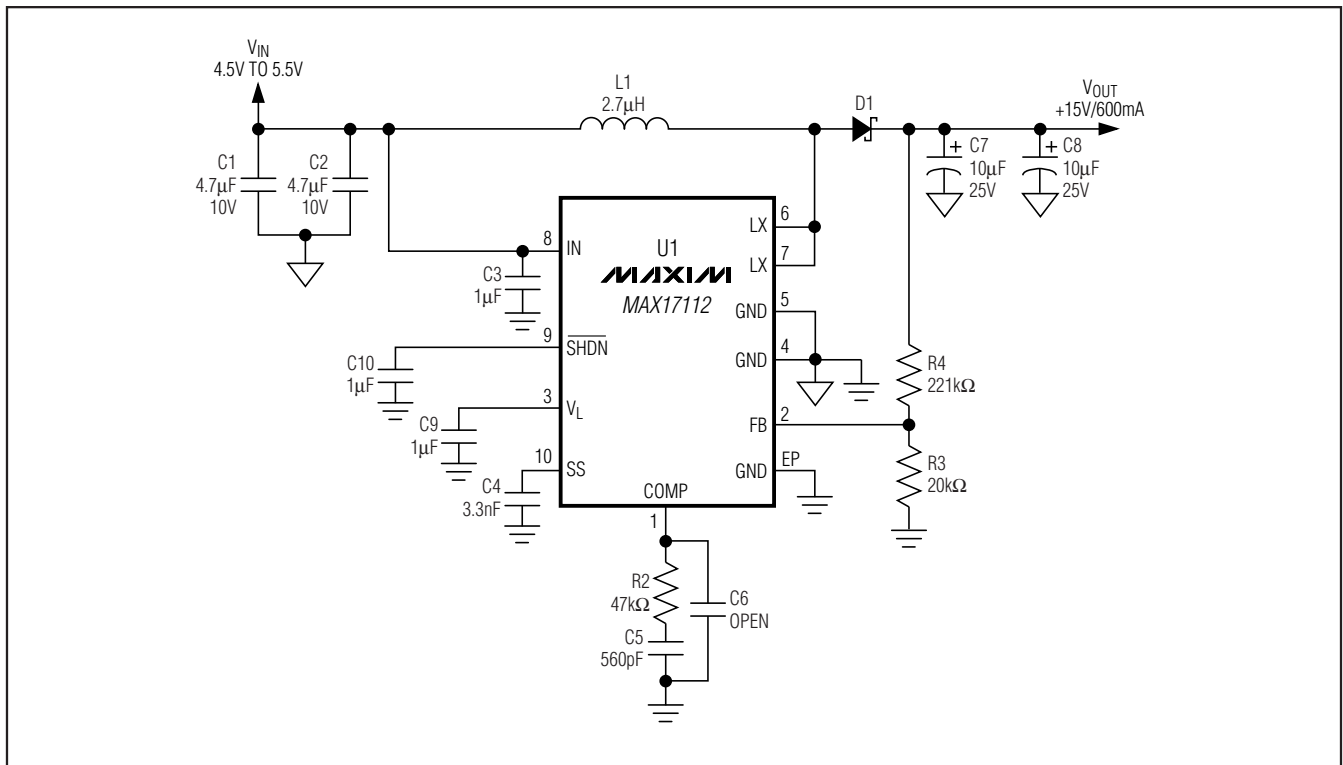 VIN
4.5V TO 5.5V
L1
2.7μH
D1
VOUT
+15V/600mA
C1
4.7μF
10V
C2
4.7μF
10V
C7
10μF
25V
C8
10μF
25V
+
+
8
IN
C3
1μF
U1
MAXIM
MAX17112
LX
6
LX
7
GND
5
GND
4
9
SHDN
C10
1μF
3
VL
C9
1μF
10
SS
C4
3.3nF
FB
2
GND
EP
R4
221kΩ
R3
20kΩ
COMP
1
R2
47kΩ
C5
560pF
C6
OPEN